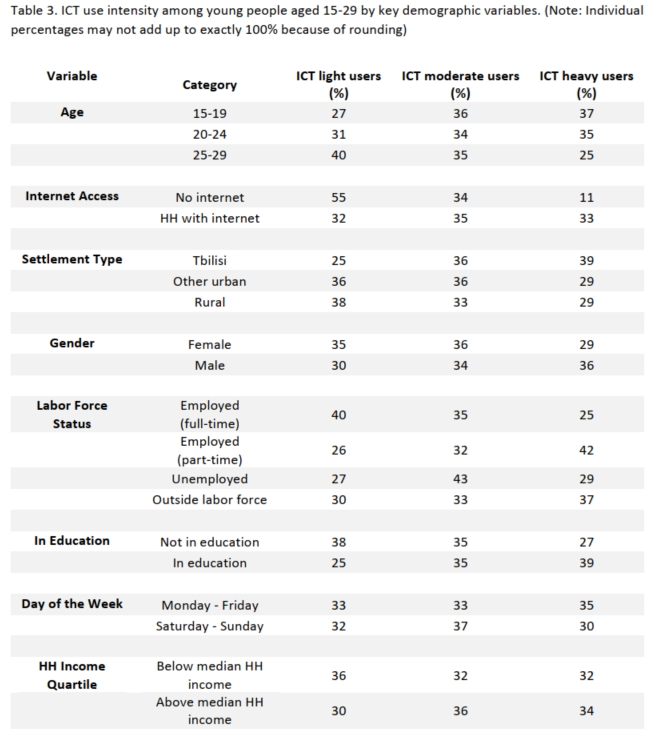 Table 3. ICT use intensity among young people aged 15-29 by key demographic variables. (Note: Individual
percentages may not add up to exactly 100% because of rounding)
Variable Category ICT light users (%) ICT moderate users (%) ICT heavy users (%)
Age 15-19 27 36 37
20-24 31 34 35
25-29 40 35 25
Internet Access No internet 55 34 11
HH with internet 32 35 33
Settlement Type Tbilisi 25 36 39
Other urban 36 36 29
Rural 38 33 29
Gender Female 35 36 29
Male 30 34 36
Labor Force Status Employed (full-time) 40 35 25
Employed (part-time) 26 32 42
Unemployed 27 43 29
Outside labor force 30 33 37
In Education Not in education 38 35 27
In education 25 35 39
Day of the Week Monday - Friday 33 33 35
Saturday - Sunday 32 37 30
HH Income Quartile Below median HH income 36 32 32
Above median HH income 30 36 34